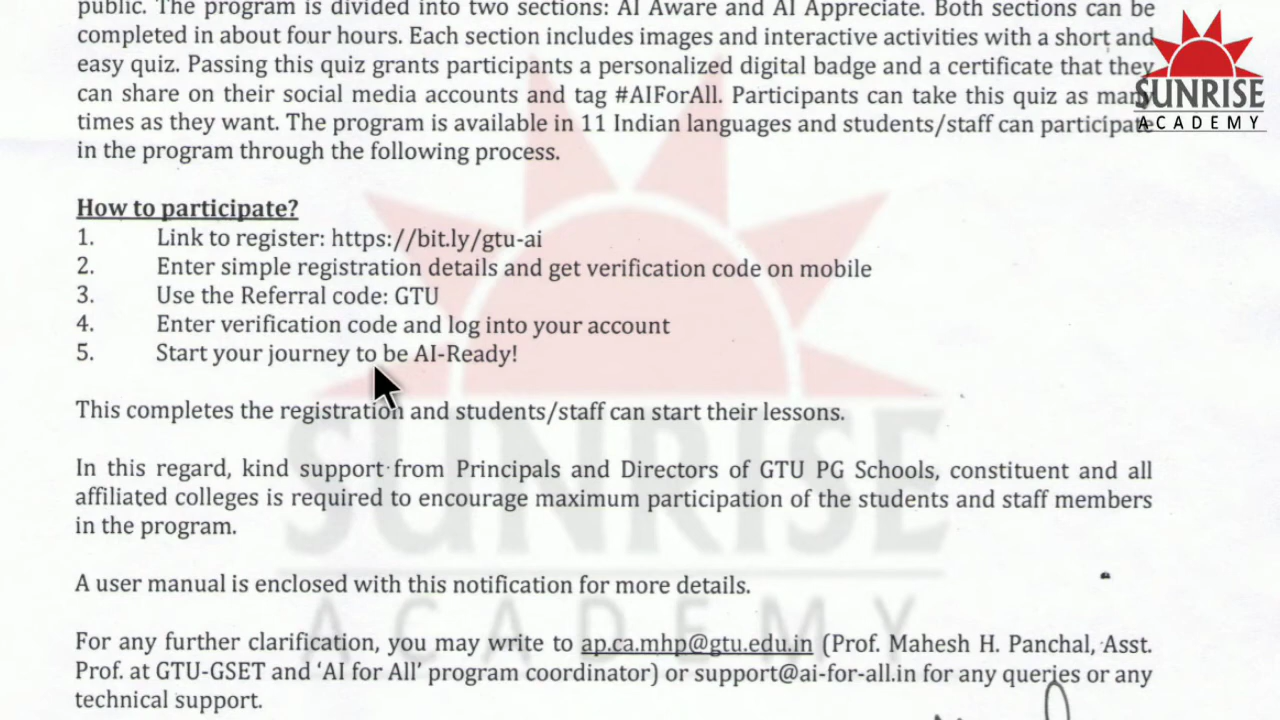 public. The program is divided into two sections: AI Aware and AI Appreciate. Both sections can be
completed in about four hours. Each section includes images and interactive activities with a short and
easy quiz. Passing this quiz grants participants a personalized digital badge and a certificate that they
can share on their social media accounts and tag #AIForAll. Participants can take this quiz as many
times as they want. The program is available in 11 Indian languages and students/staff can participate
in the program through the following process.
SUNRISE
ACADEMY
How to participate?
1. Link to register: https://bit.ly/gtu-ai
2. Enter simple registration details and get verification code on mobile
3. Use the Referral code: GTU
4. Enter verification code and log into your account
5. Start your journey to be AI-Ready!
This completes the registration and students/staff can start their lessons.
In this regard, kind support from Principals and Directors of GTU PG Schools, constituent and all
affiliated colleges is required to encourage maximum participation of the students and staff members
in the program.
A user manual is enclosed with this notification for more details.
For any further clarification, you may write to ap.ca.mhp@gtu.edu.in (Prof. Mahesh H. Panchal, Asst.
Prof. at GTU-GSET and ‘AI for All’ program coordinator) or support@ai-for-all.in for any queries or any
technical support.
SUNRISE
ACADEMY